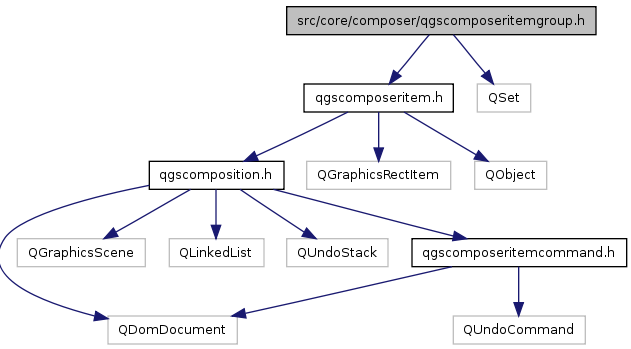 src/core/composer/qgscomposeritemgroup.h
qgscomposeritem.h
QSet
qgscomposition.h
QGraphicsRectItem
QObject
QGraphicsScene
QLinkedList
QUndoStack
qgscomposeritemcommand.h
QDomDocument
QUndoCommand